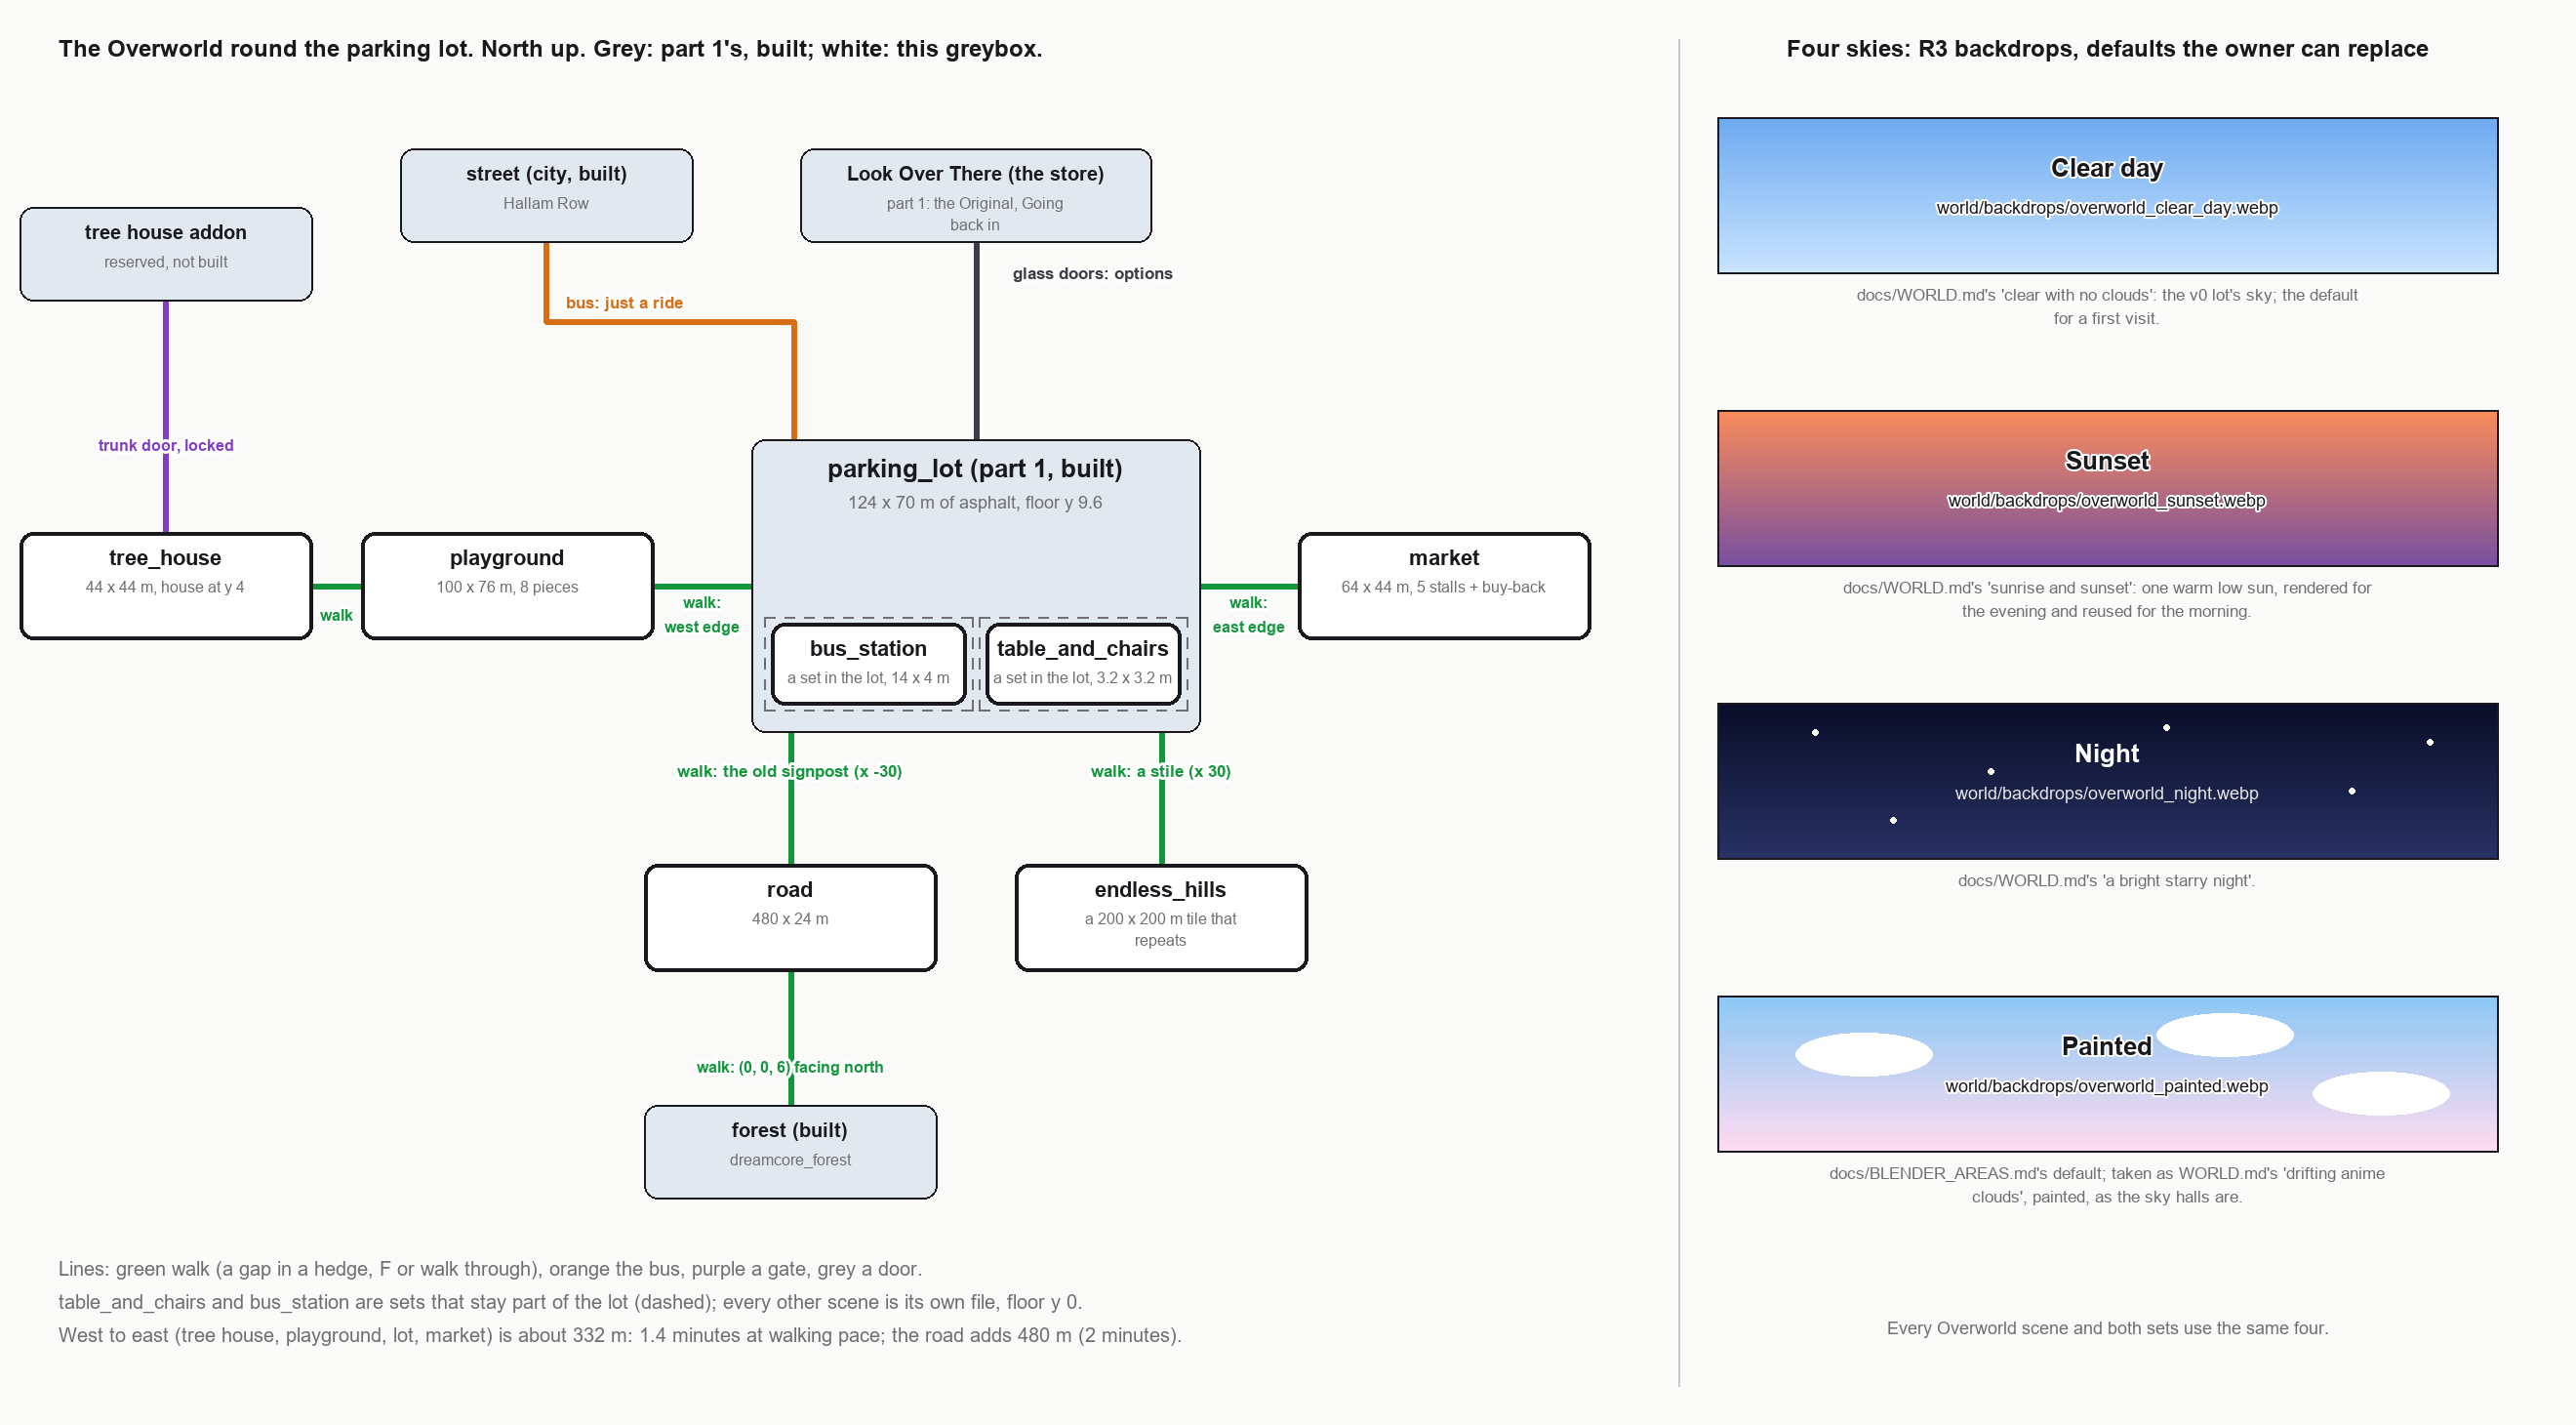 The Overworld round the parking lot. North up. Grey: part 1's, built; white: this greybox.
tree house addon
reserved, not built
street (city, built)
Hallam Row
Look Over There (the store)
part 1: the Original, Going
back in
bus: just a ride
glass doors: options
trunk door, locked
parking_lot (part 1, built)
124 x 70 m of asphalt, floor y 9.6
tree_house
44 x 44 m, house at y 4
walk
playground
100 x 76 m, 8 pieces
walk:
west edge
bus_station
a set in the lot, 14 x 4 m
table_and_chairs
a set in the lot, 3.2 x 3.2 m
walk:
east edge
market
64 x 44 m, 5 stalls + buy-back
walk: the old signpost (x -30)
walk: a stile (x 30)
road
480 x 24 m
endless_hills
a 200 x 200 m tile that
repeats
walk: (0, 0, 6) facing north
forest (built)
dreamcore_forest
Lines: green walk (a gap in a hedge, F or walk through), orange the bus, purple a gate, grey a door.
table_and_chairs and bus_station are sets that stay part of the lot (dashed); every other scene is its own file, floor y 0.
West to east (tree house, playground, lot, market) is about 332 m: 1.4 minutes at walking pace; the road adds 480 m (2 minutes).
Four skies: R3 backdrops, defaults the owner can replace
Clear day
world/backdrops/overworld_clear_day.webp
docs/WORLD.md's 'clear with no clouds': the v0 lot's sky; the default
for a first visit.
Sunset
world/backdrops/overworld_sunset.webp
docs/WORLD.md's 'sunrise and sunset': one warm low sun, rendered for
the evening and reused for the morning.
Night
world/backdrops/overworld_night.webp
docs/WORLD.md's 'a bright starry night'.
Painted
world/backdrops/overworld_painted.webp
docs/BLENDER_AREAS.md's default; taken as WORLD.md's 'drifting anime
clouds', painted, as the sky halls are.
Every Overworld scene and both sets use the same four.